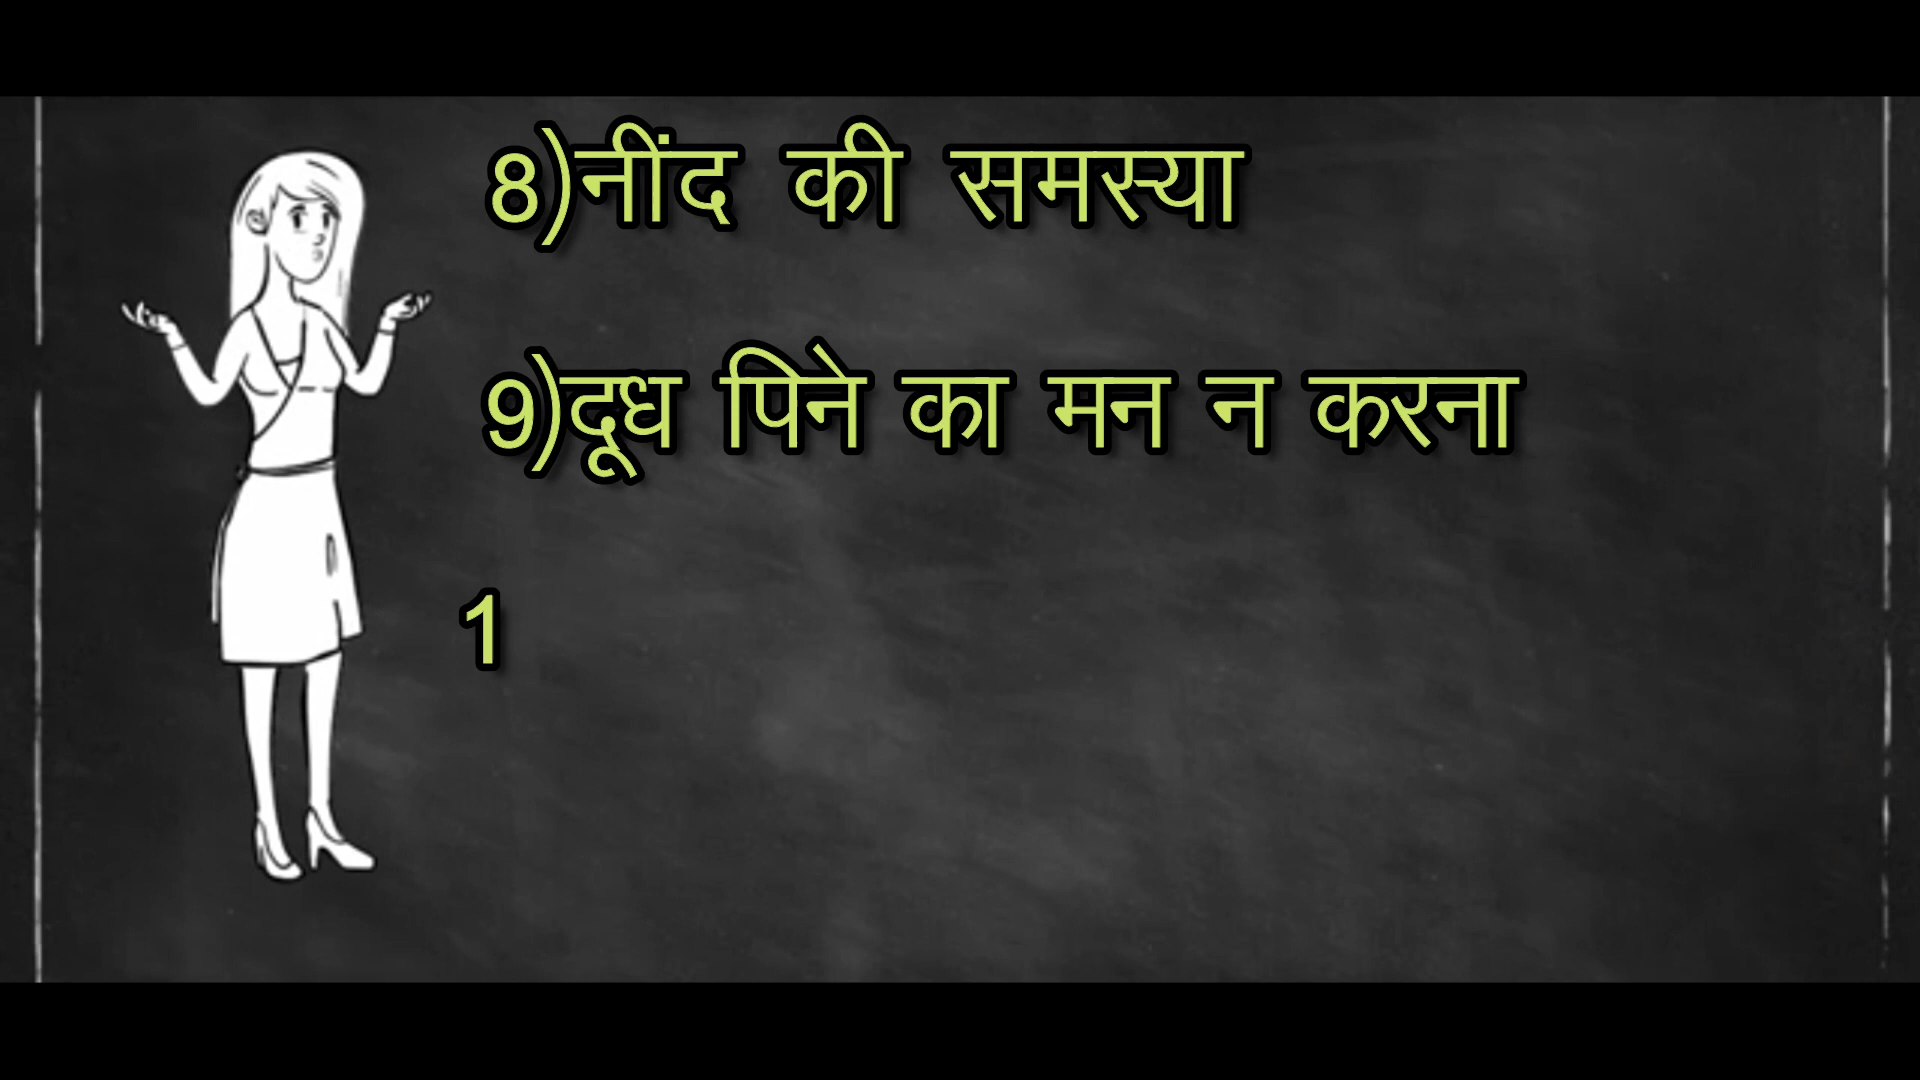 8)नींद की समस्या
9)दूध पिने का मन न करना
1